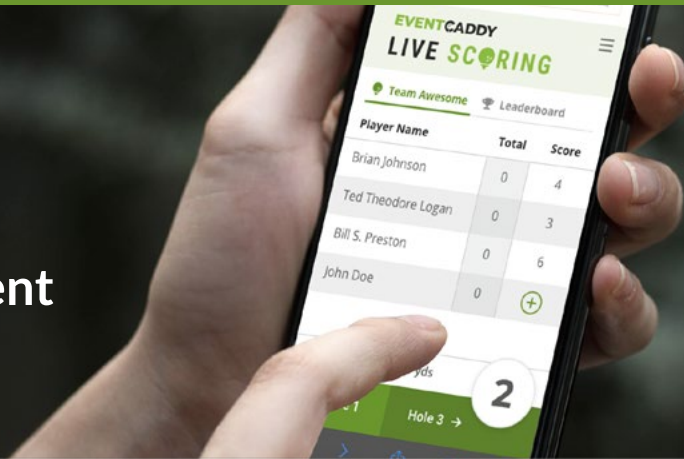 EVENTCADDY
LIVE SCORING
Team Awesome Leaderboard
Player Name Total Score
Brian Johnson 0 4
Ted Theodore Logan 0 3
Bill S. Preston 0 6
John Doe 0
ent
yds
1 Hole 3 → 2